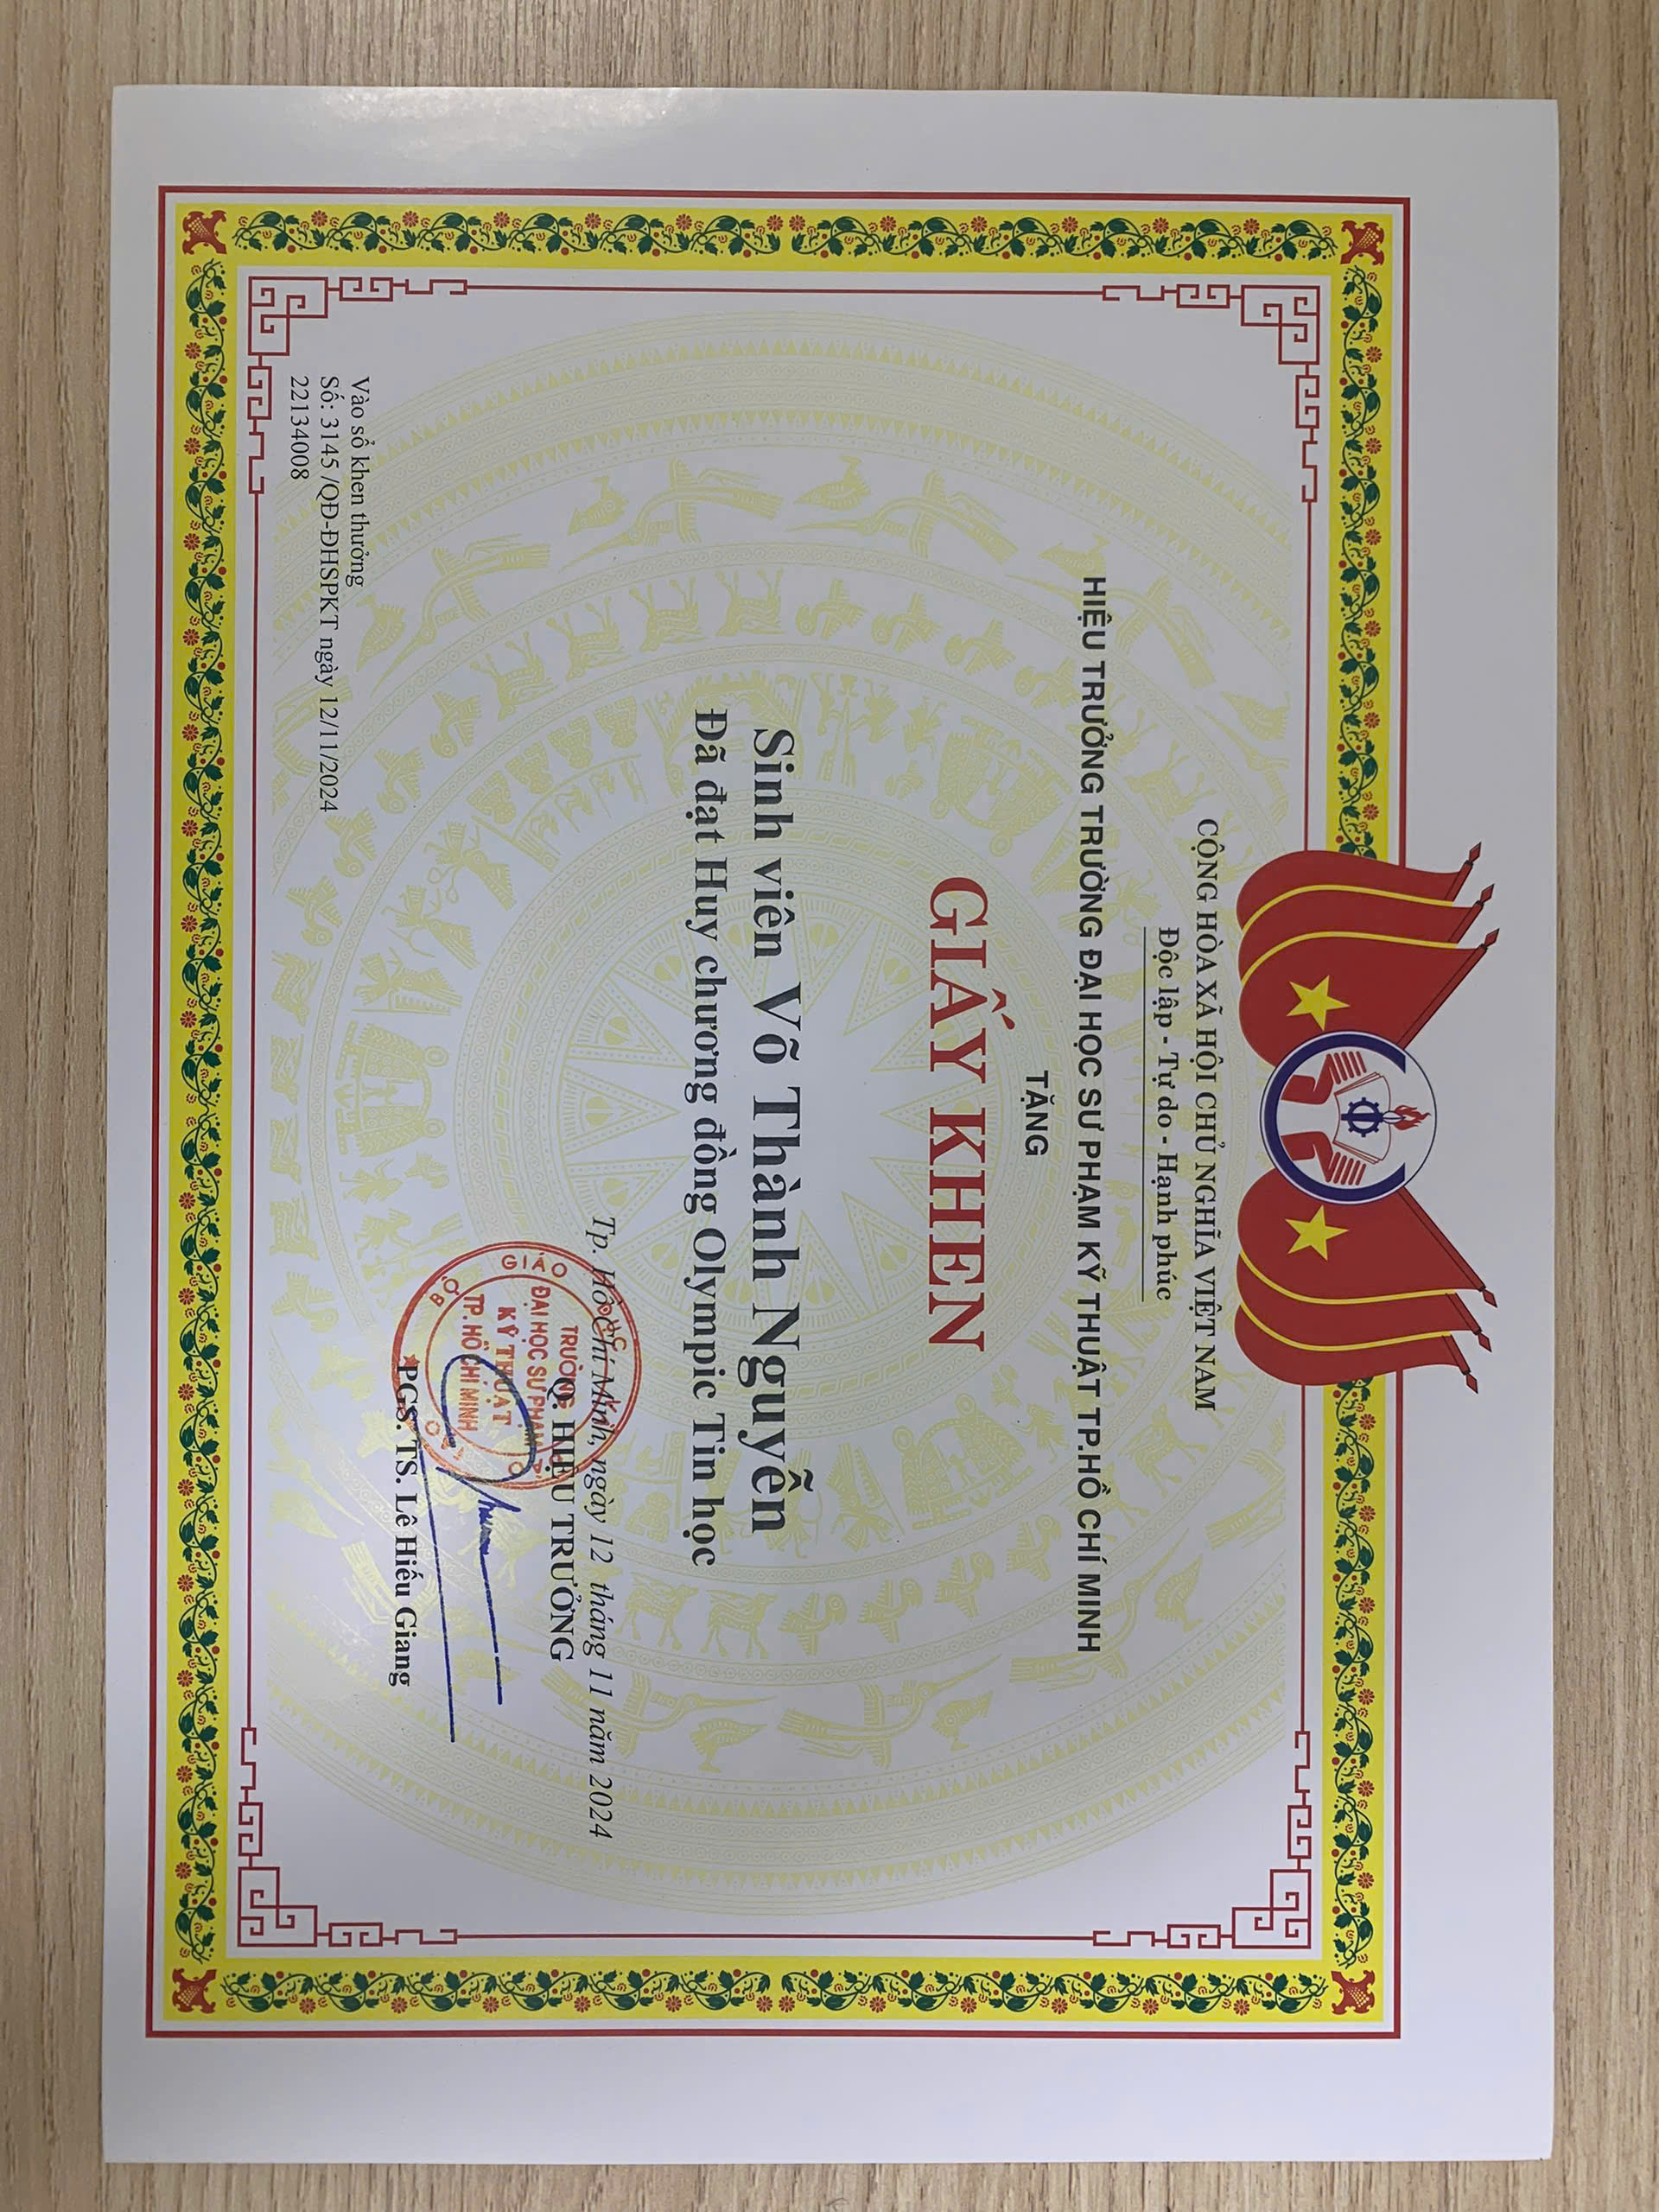 CỘNG HÒA XÃ HỘI CHỦ NGHĨA VIỆT NAM
Độc lập - Tự do - Hạnh phúc
HIỆU TRƯỞNG TRƯỜNG ĐẠI HỌC SƯ PHẠM KỸ THUẬT TP.HỒ CHÍ MINH
TẶNG
GIẤY KHEN
Sinh viên Võ Thành Nguyễn
Đã đạt Huy chương đồng Olympic Tin học
Tp. Hồ Chí Minh, ngày 12 tháng 11 năm 2024
Q. HIỆU TRƯỞNG
BỘ GIÁO DỤC
TRƯỜNG
ĐẠI HỌC SƯ PHẠM
KỸ THUẬT
TP. HỒ CHÍ MINH
PGS. TS. Lê Hiếu Giang
Vào sổ khen thưởng
Số: 3145 /QĐ-ĐHSPKT ngày 12/11/2024
22134008